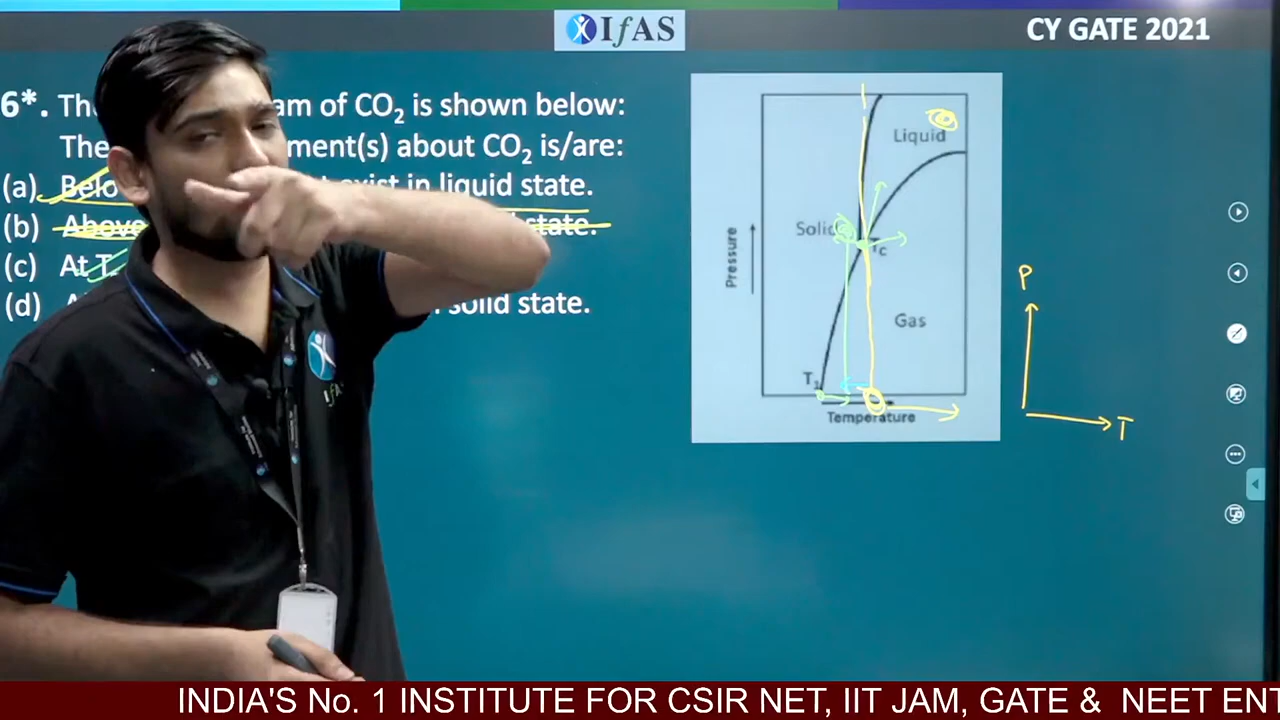 IfAS
CY GATE 2021
6*. Th am of CO₂ is shown below:
The ment(s) about CO₂ is/are:
(a) Belo exist in liquid state.
(b) Above state.
(c) At T
(d) solid state.
Liquid
Solid
Tc
Gas
T₁
Pressure
Temperature
P
T
IfAS
INDIA'S No. 1 INSTITUTE FOR CSIR NET, IIT JAM, GATE & NEET ENT